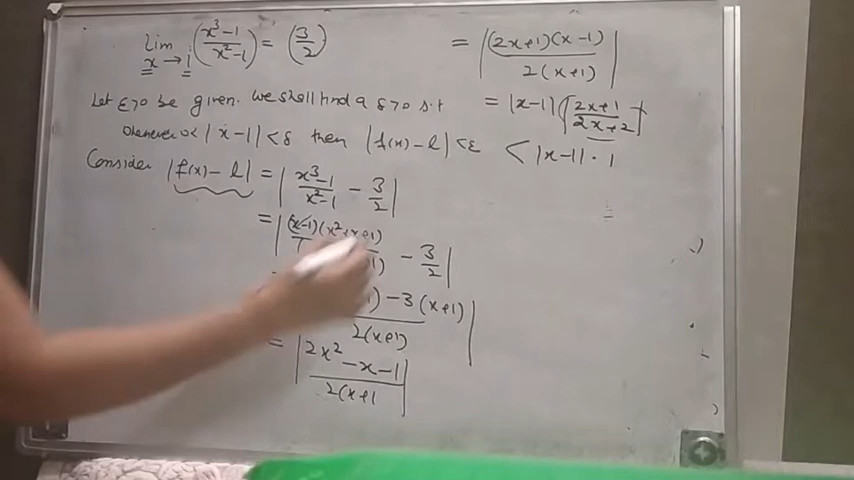 lim x→1 (x³-1/x²-1) = (3/2)
Let ε>0 be given. we shall find a δ>0 s.t
whenever 0< |x-1|<δ then |f(x)-l|<ε
Consider |f(x)-l| = |x³-1/x²-1 - 3/2|
= |(x-1)(x²+x+1) - 3/2|
) -3(x+1)/2(x+1)|
= |2x²-x-1/2(x+1|
= |(2x+1)(x-1)/2(x+1)|
= |x-1| |2x+1/2x+2|
< |x-1| · 1